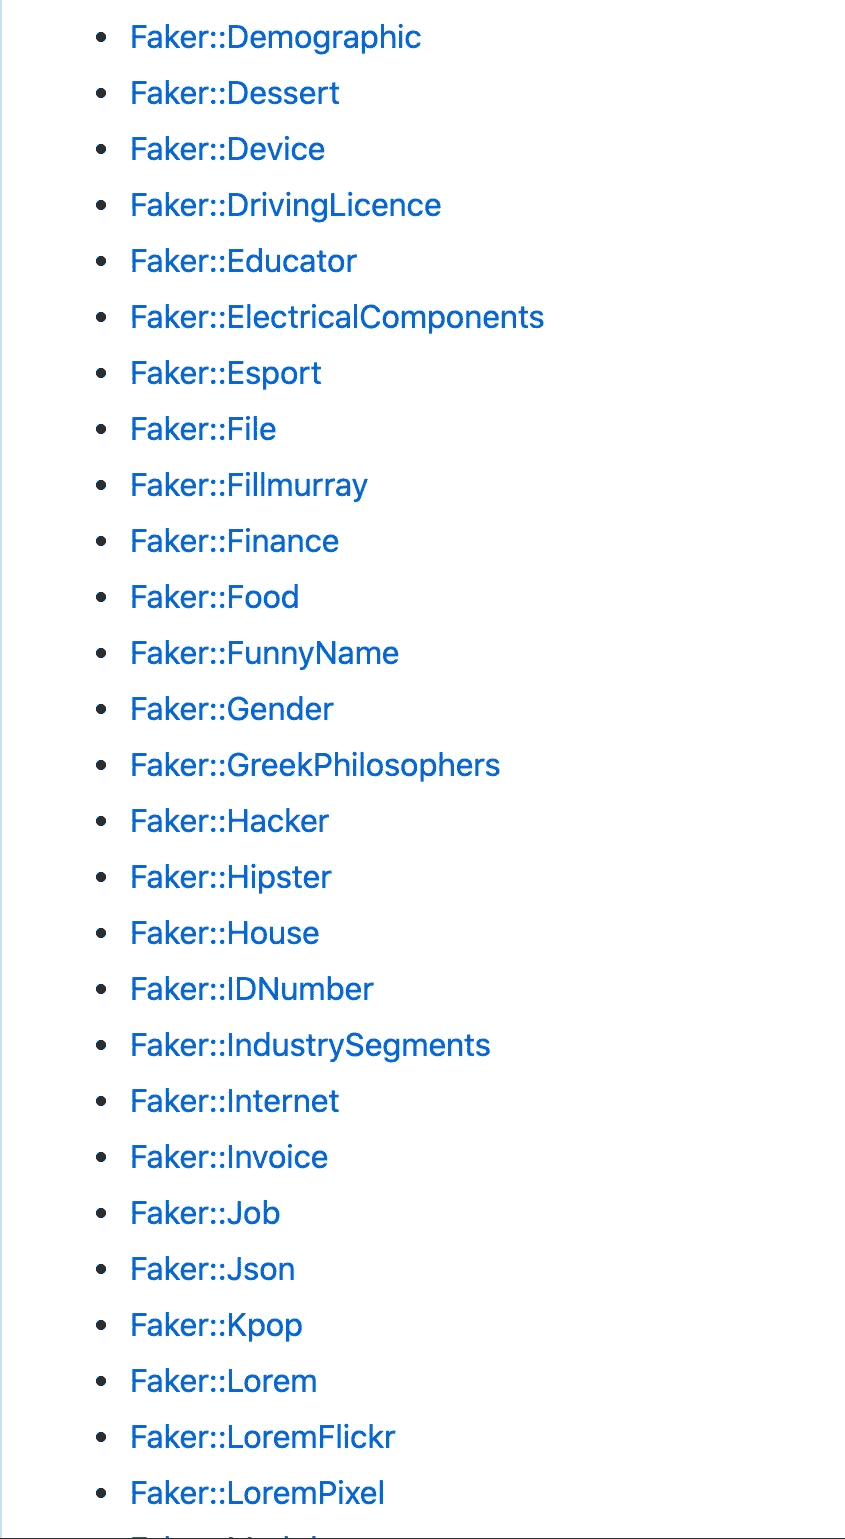 Faker::Demographic
Faker::Dessert
Faker::Device
Faker::DrivingLicence
Faker::Educator
Faker::ElectricalComponents
Faker::Esport
Faker::File
Faker::Fillmurray
Faker::Finance
Faker::Food
Faker::FunnyName
Faker::Gender
Faker::GreekPhilosophers
Faker::Hacker
Faker::Hipster
Faker::House
Faker::IDNumber
Faker::IndustrySegments
Faker::Internet
Faker::Invoice
Faker::Job
Faker::Json
Faker::Kpop
Faker::Lorem
Faker::LoremFlickr
Faker::LoremPixel